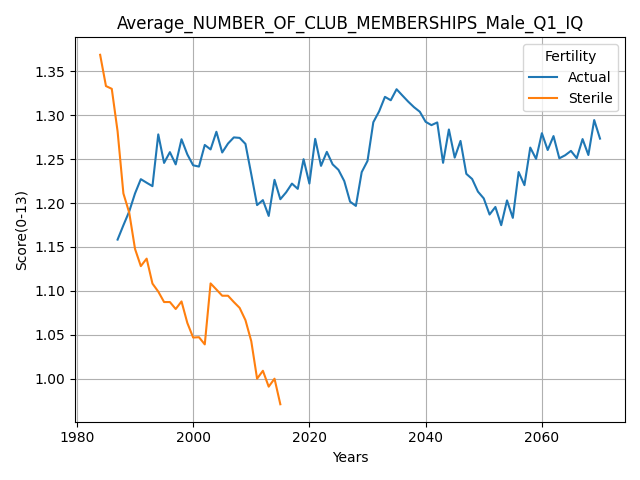 Average_NUMBER_OF_CLUB_MEMBERSHIPS_Male_Q1_IQ
Fertility
Actual
Sterile
Score(0-13)
1.35
1.30
1.25
1.20
1.15
1.10
1.05
1.00
1980
2000
2020
2040
2060
Years